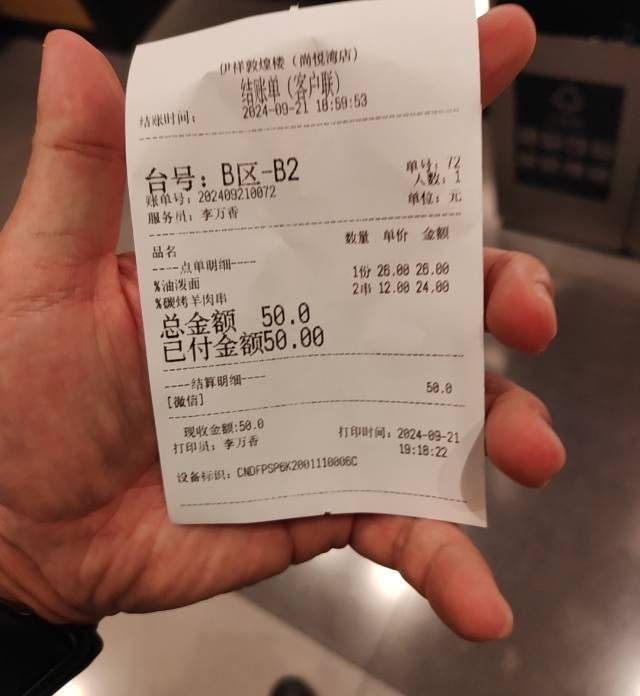 伊祥敦煌楼（尚悦湾店）
结账单（客户联）
结账时间： 2024-09-21 18:59:53
台号：B区-B2 单号：72
账单号：202409210072 人数：1
服务员：李万香 单位：元
品名 数量 单价 金额
----点单明细----
%油泼面 1份 26.00 26.00
%碳烤羊肉串 2串 12.00 24.00
总金额 50.0
已付金额50.00
----结算明细----
[微信] 50.0
现收金额:50.0
打印员：李万香 打印时间：2024-09-21 19:18:22
设备标识：CNDFPSP6K2001110006C